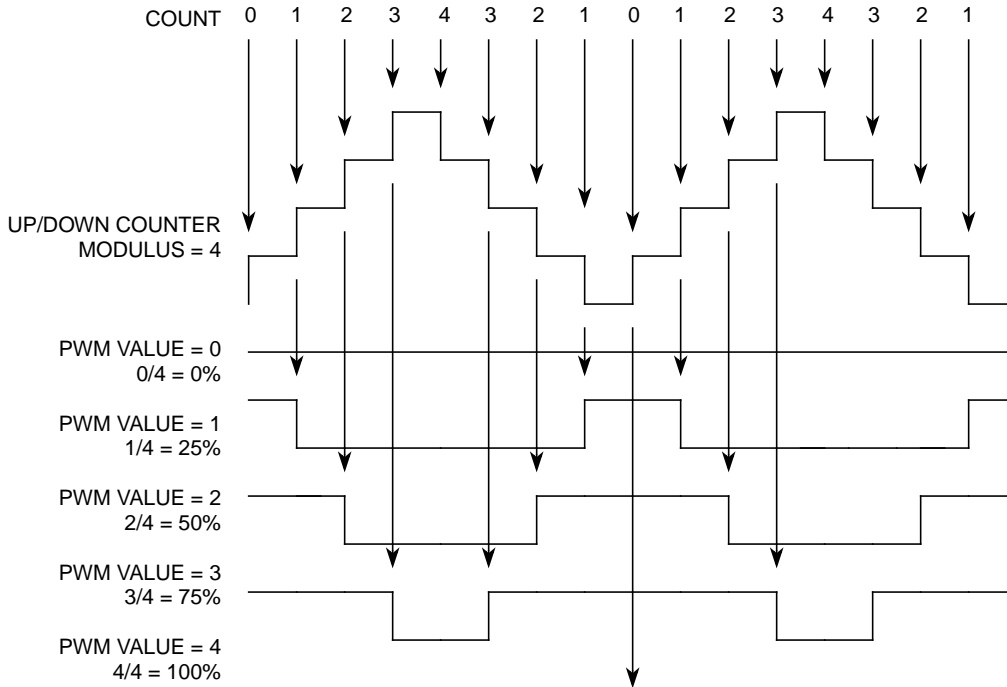 COUNT 0 1 2 3 4 3 2 1 0 1 2 3 4 3 2 1
UP/DOWN COUNTER
MODULUS = 4
PWM VALUE = 0
0/4 = 0%
PWM VALUE = 1
1/4 = 25%
PWM VALUE = 2
2/4 = 50%
PWM VALUE = 3
3/4 = 75%
PWM VALUE = 4
4/4 = 100%